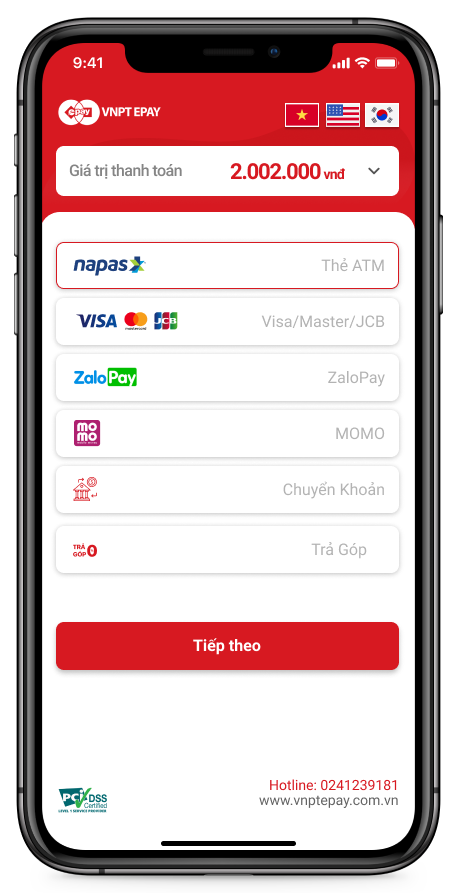 9:41
epay VNPT EPAY
Giá trị thanh toán 2.002.000 vnđ
napas Thẻ ATM
VISA mastercard JCB Visa/Master/JCB
ZaloPay ZaloPay
mo
mo MOMO
Chuyển Khoản
TRẢ
GÓP 0 Trả Góp
Tiếp theo
Hotline: 0241239181
www.vnptepay.com.vn
PCI DSS
Certified
LEVEL 1 SERVICE PROVIDER